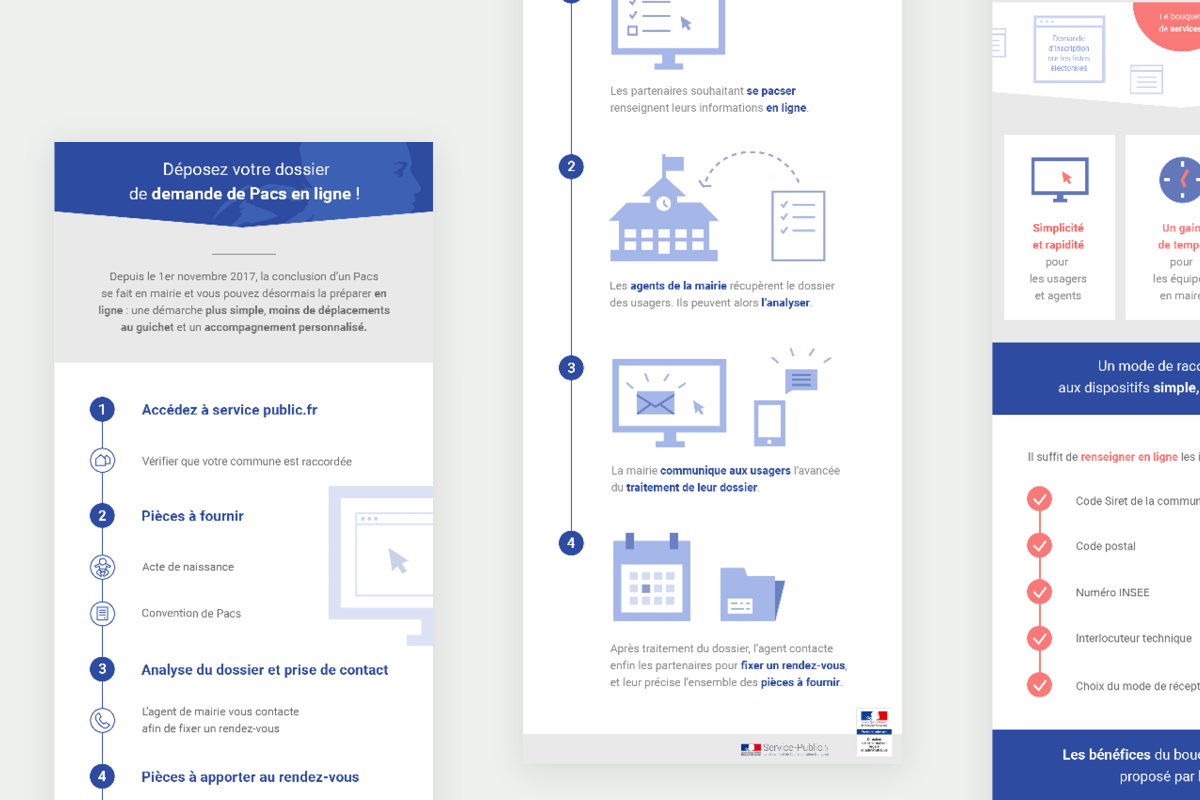 Déposez votre dossier
de demande de Pacs en ligne !
Depuis le 1er novembre 2017, la conclusion d'un Pacs
se fait en mairie et vous pouvez désormais la préparer en
ligne : une démarche plus simple, moins de déplacements
au guichet et un accompagnement personnalisé.
1
Accédez à service public.fr
Vérifier que votre commune est raccordée
2
Pièces à fournir
Acte de naissance
Convention de Pacs
3
Analyse du dossier et prise de contact
L'agent de mairie vous contacte
afin de fixer un rendez-vous
4
Pièces à apporter au rendez-vous
Les partenaires souhaitant se pacser
renseignent leurs informations en ligne.
2
Les agents de la mairie récupèrent le dossier
des usagers. Ils peuvent alors l'analyser.
3
La mairie communique aux usagers l'avancée
du traitement de leur dossier.
4
Après traitement du dossier, l'agent contacte
enfin les partenaires pour fixer un rendez-vous,
et leur précise l'ensemble des pièces à fournir.
Service-Public.fr
Demande
d'inscription
sur les listes
électorales
Le bouque
de services
Simplicité
et rapidité
pour
les usagers
et agents
Un gain
de temp
pour
les équipe
en mairie
Un mode de racc
aux dispositifs simple,
Il suffit de renseigner en ligne les i
Code Siret de la commun
Code postal
Numéro INSEE
Interlocuteur technique
Choix du mode de récept
Les bénéfices du bouq
proposé par l